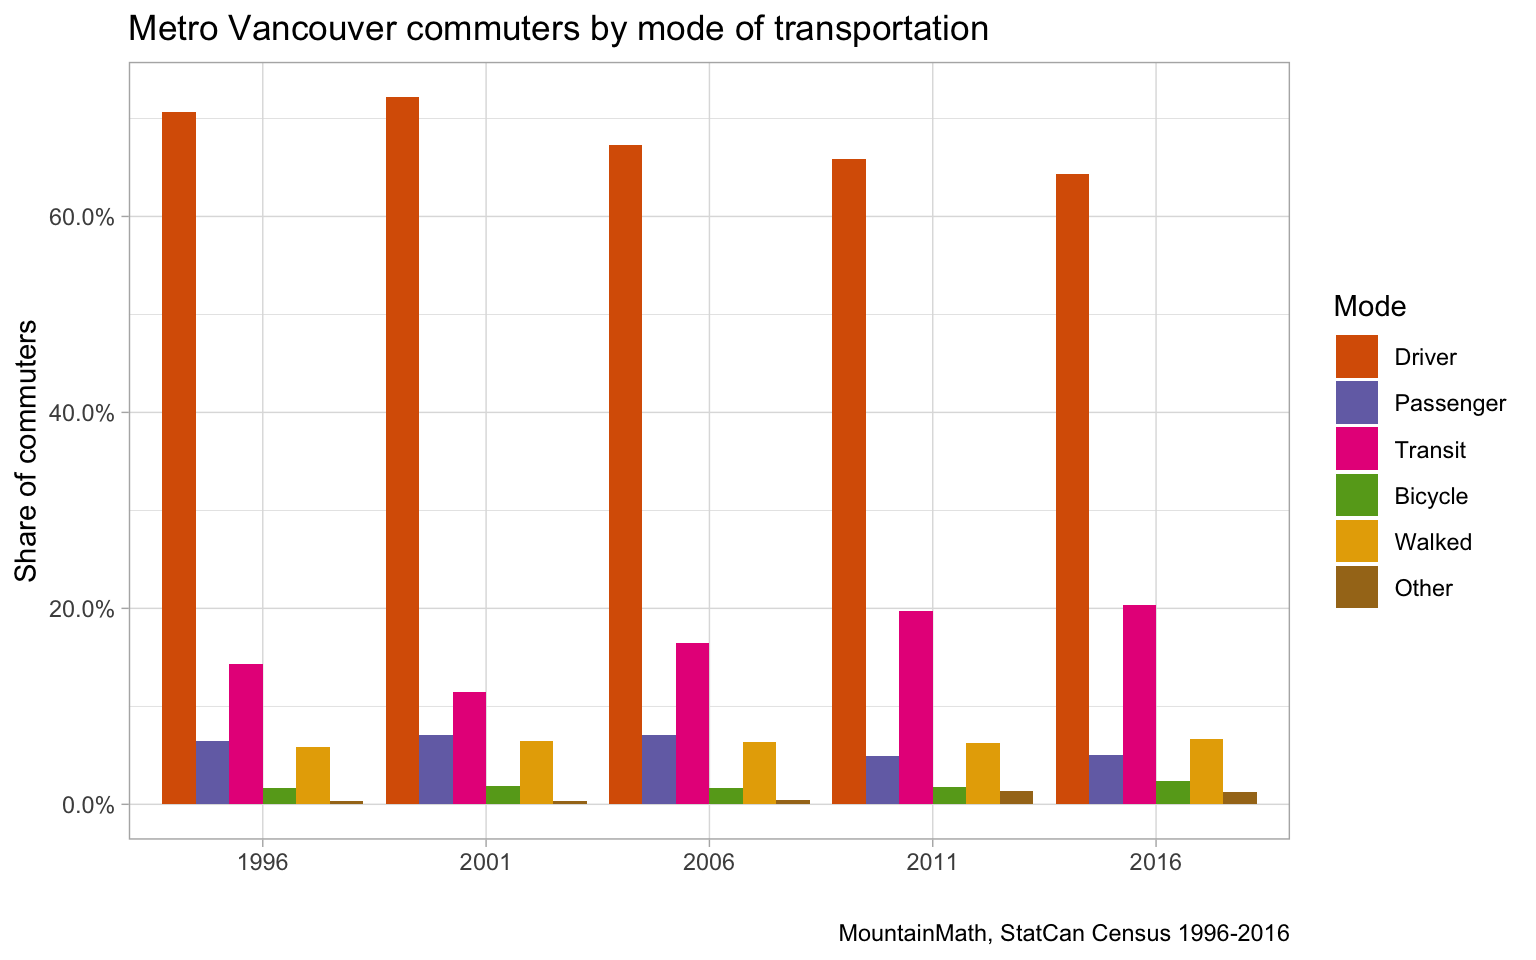 Metro Vancouver commuters by mode of transportation
Share of commuters
60.0%
40.0%
20.0%
0.0%
1996 2001 2006 2011 2016
Mode
Driver
Passenger
Transit
Bicycle
Walked
Other
MountainMath, StatCan Census 1996-2016